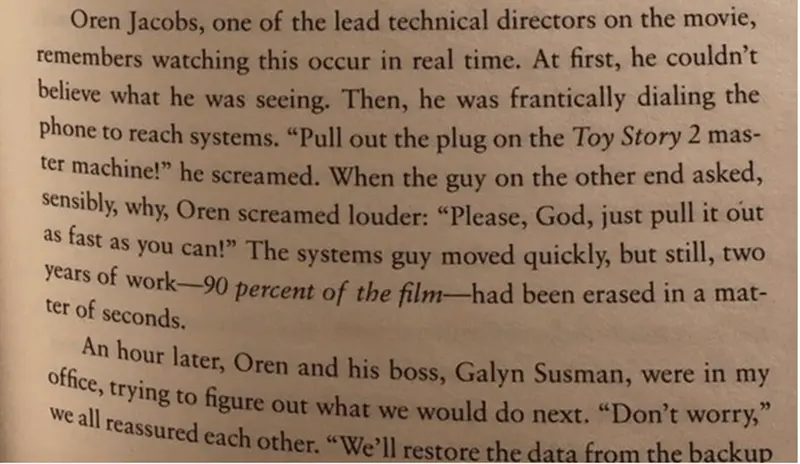 Oren Jacobs, one of the lead technical directors on the movie,
remembers watching this occur in real time. At first, he couldn’t
believe what he was seeing. Then, he was frantically dialing the
phone to reach systems. “Pull out the plug on the Toy Story 2 mas-
ter machine!” he screamed. When the guy on the other end asked,
sensibly, why, Oren screamed louder: “Please, God, just pull it out
as fast as you can!” The systems guy moved quickly, but still, two
years of work—90 percent of the film—had been erased in a mat-
ter of seconds.
An hour later, Oren and his boss, Galyn Susman, were in my
office, trying to figure out what we would do next. “Don’t worry,”
we all reassured each other. “We’ll restore the data from the backup